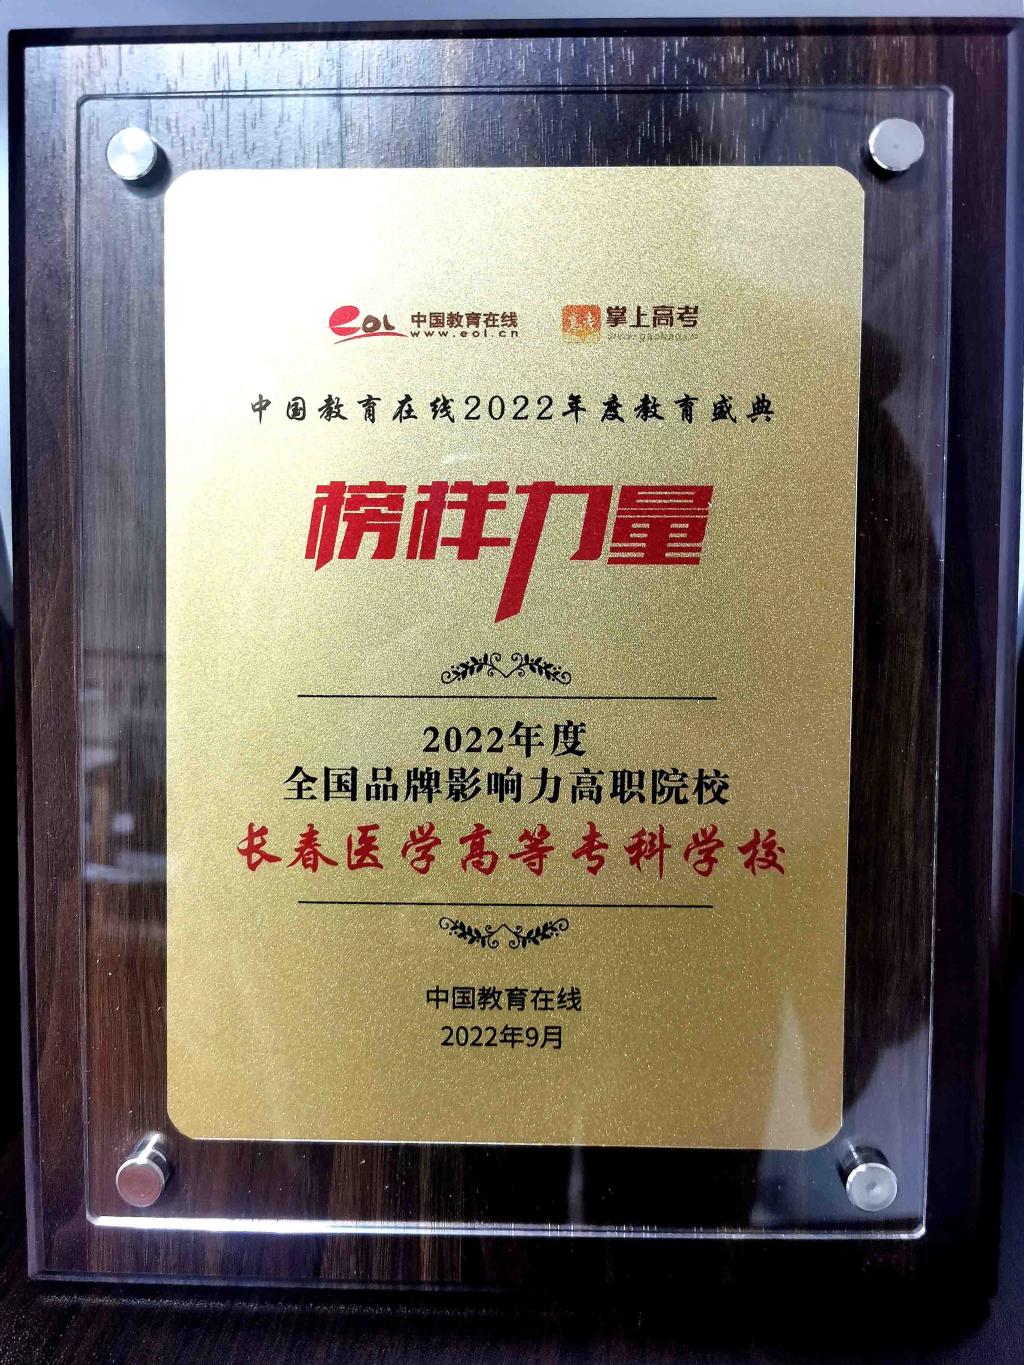 eoL 中国教育在线 掌上高考
www.eol.cn
中国教育在线2022年度教育盛典
榜样力量
2022年度
全国品牌影响力高职院校
长春医学高等专科学校
中国教育在线
2022年9月